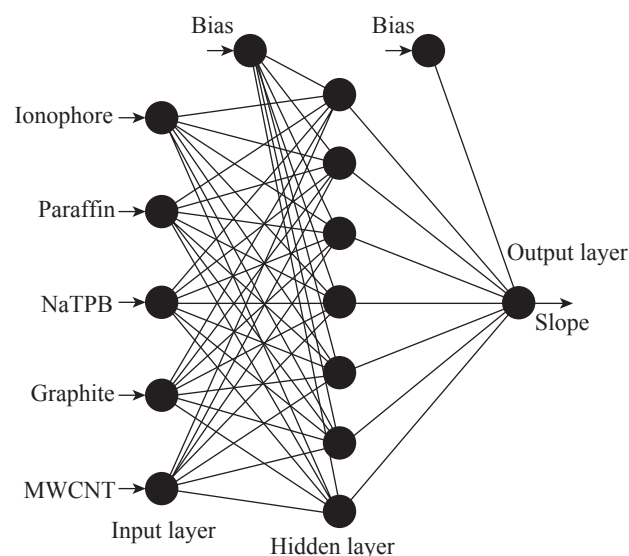 Bias
Bias
Ionophore
Paraffin
NaTPB
Graphite
MWCNT
Input layer
Hidden layer
Output layer
Slope